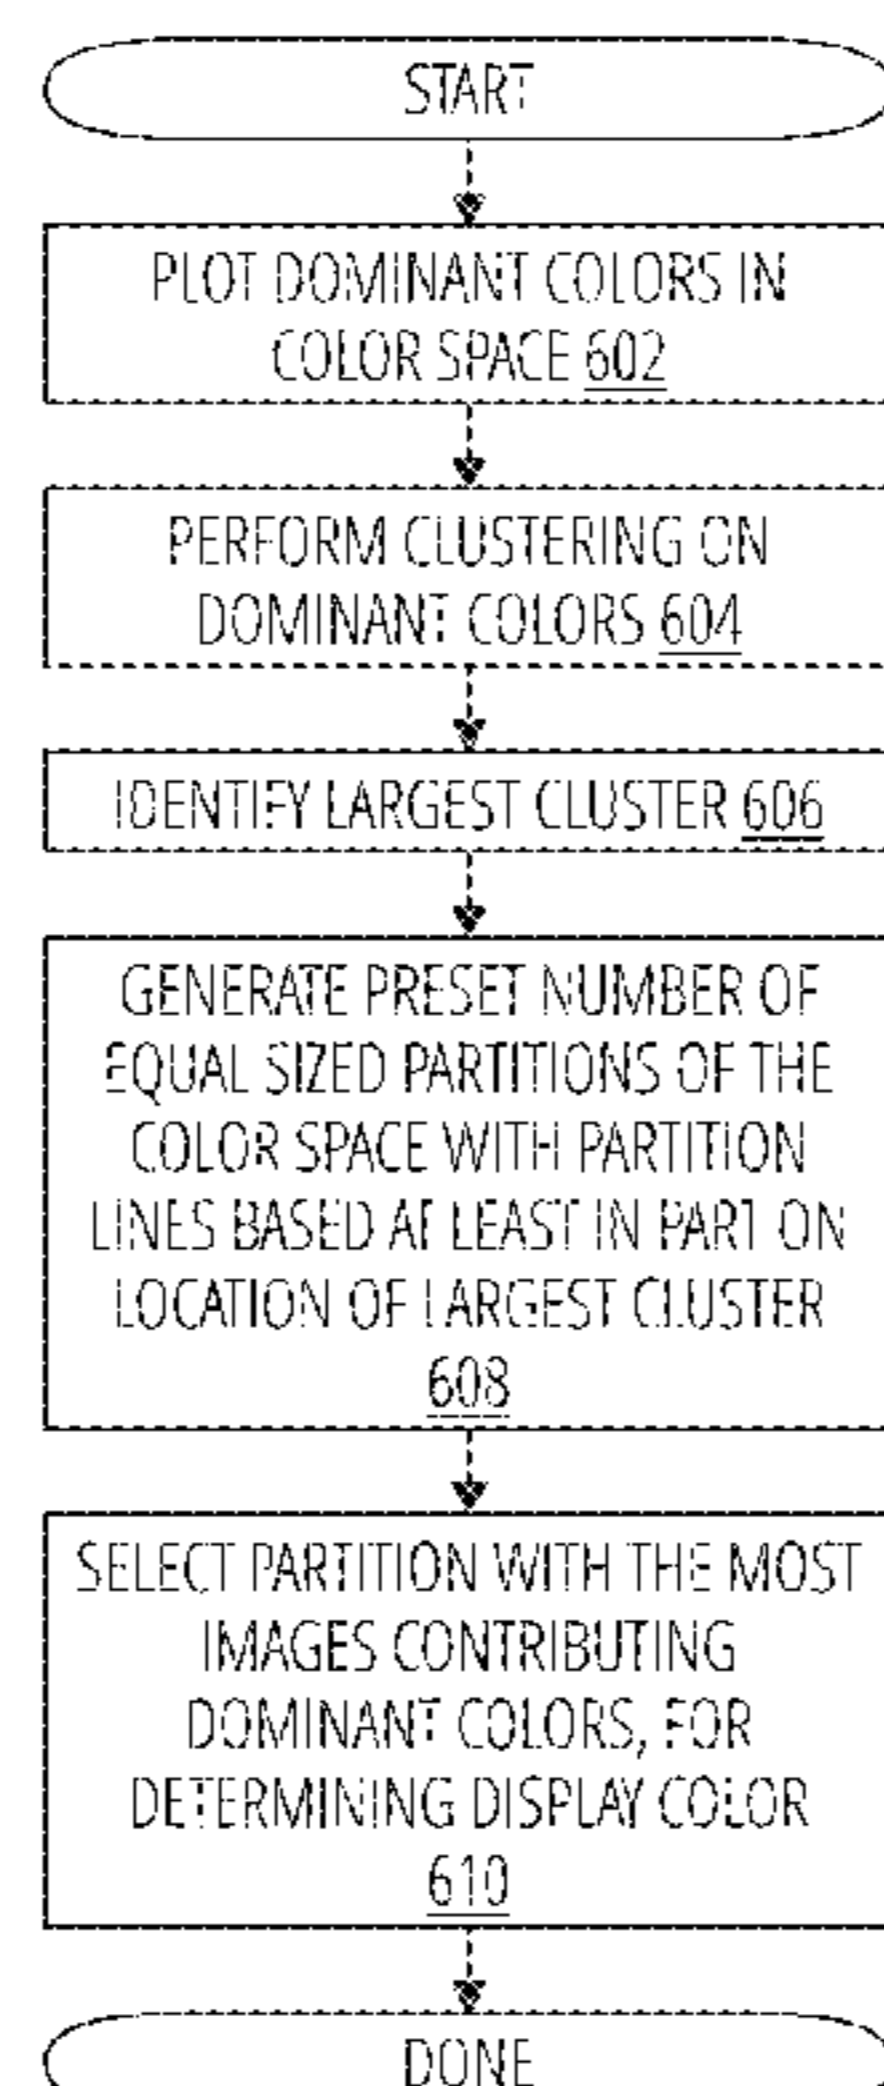 START
PLOT DOMINANT COLORS IN
COLOR SPACE 602
PERFORM CLUSTERING ON
DOMINANT COLORS 604
IDENTIFY LARGEST CLUSTER 606
GENERATE PRESET NUMBER OF
EQUAL SIZED PARTITIONS OF THE
COLOR SPACE WITH PARTITION
LINES BASED AT LEAST IN PART ON
LOCATION OF LARGEST CLUSTER
608
SELECT PARTITION WITH THE MOST
IMAGES CONTRIBUTING
DOMINANT COLORS, FOR
DETERMINING DISPLAY COLOR
610
DONE